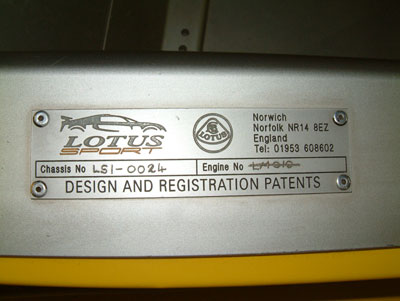 LOTUS
SPORT
LOTUS
Norwich
Norfolk NR14 8EZ
England
Tel: 01953 608602
Chassis No LS1-0024
Engine No
DESIGN AND REGISTRATION PATENTS